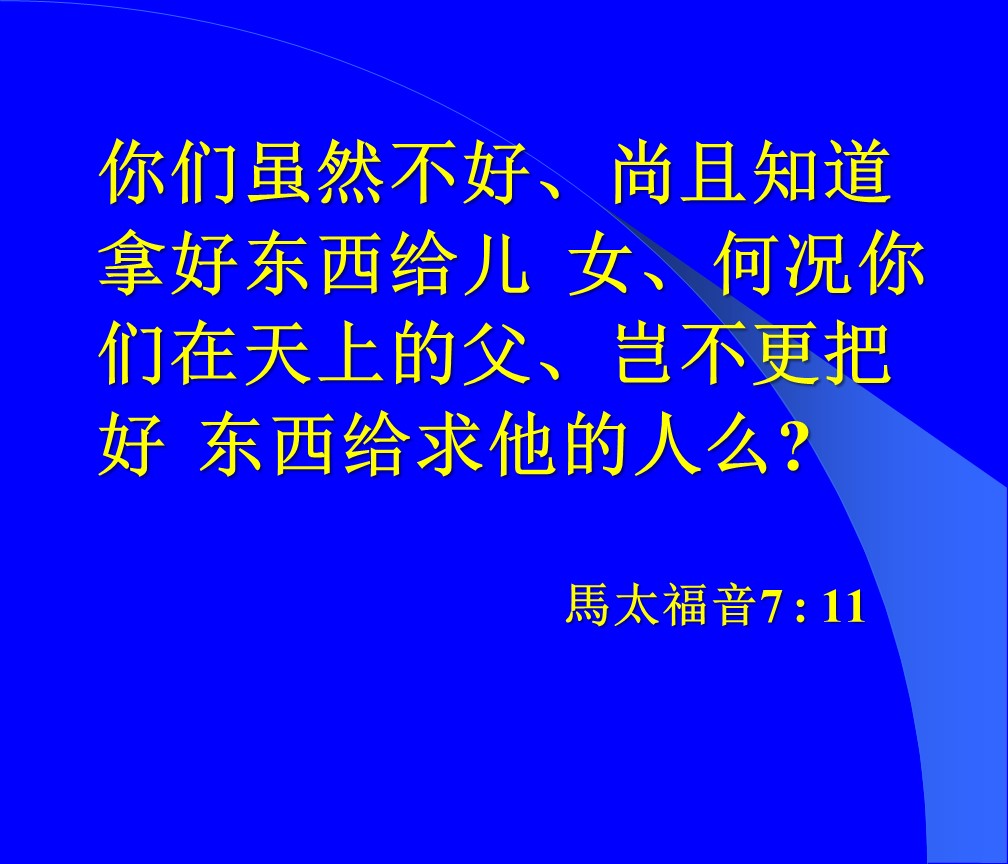 你们虽然不好、尚且知道
拿好东西给儿 女、何况你
们在天上的父、岂不更把
好 东西给求他的人么?
馬太福音7 : 11